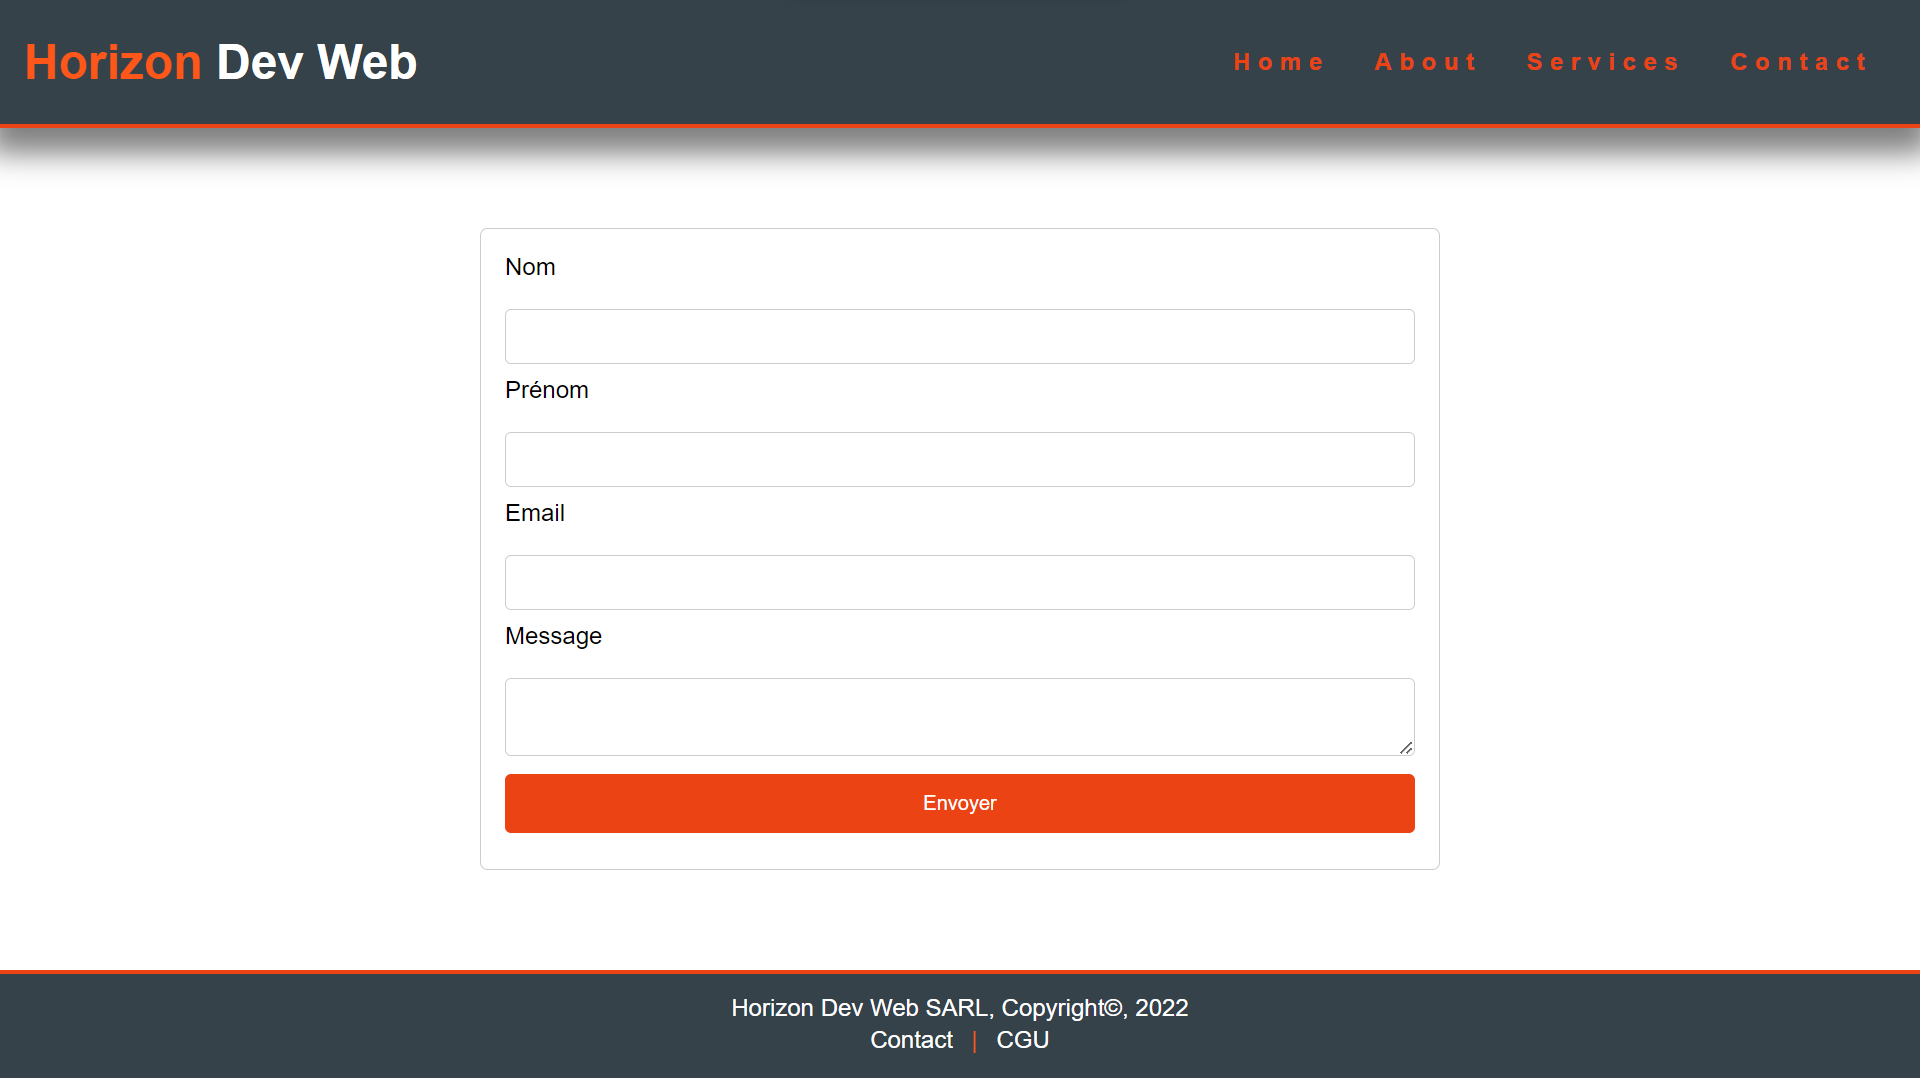 Horizon Dev Web
Home About Services Contact
Nom
Prénom
Email
Message
Envoyer
Horizon Dev Web SARL, Copyright©, 2022
Contact | CGU